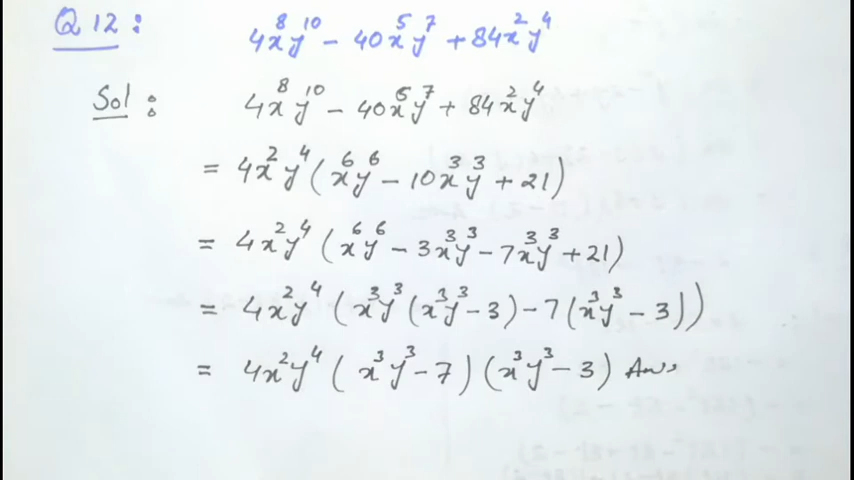 Q 12 : 4x⁸y¹⁰ - 40x⁵y⁷ + 84x²y⁴
Sol : 4x⁸y¹⁰ - 40x⁵y⁷ + 84x²y⁴
= 4x²y⁴ (x⁶y⁶ - 10x³y³ + 21)
= 4x²y⁴ (x⁶y⁶ - 3x³y³ - 7x³y³ + 21)
= 4x²y⁴ (x³y³ (x³y³ - 3) - 7 (x³y³ - 3))
= 4x²y⁴ (x³y³ - 7) (x³y³ - 3) Ans